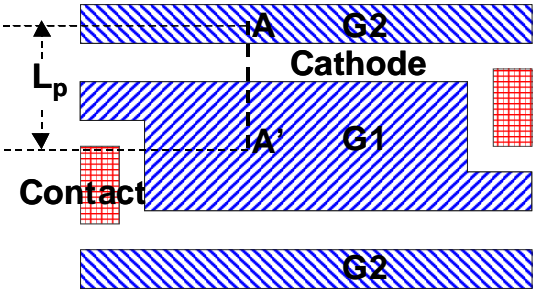 A G2
Cathode
Lp
A' G1
Contact
G2